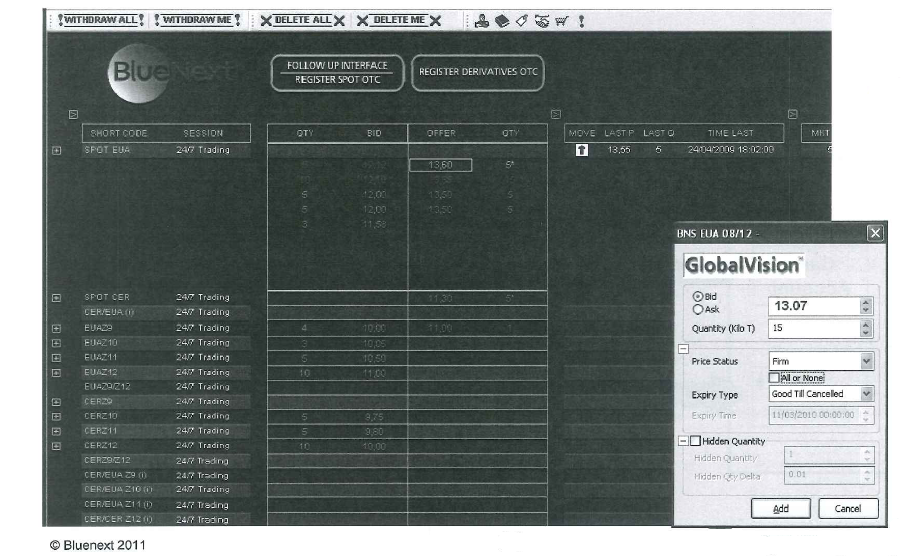 WITHDRAW ALL WITHDRAW ME DELETE ALL DELETE ME
BlueNext
FOLLOW UP INTERFACE
REGISTER SPOT OTC
REGISTER DERIVATIVES OTC
SHORT CODE SESSION QTY BID OFFER QTY MOVE LAST P LAST Q TIME LAST MKT
SPOT EUA 24/7 Trading 13,55 5 24/04/2009 18:02:00 5
13,50 5*
5 12,00 13,50 5
5 12,00 13,50 5
3 11,58
BNS EUA 08/12 -
GlobalVision
Bid
Ask
13.07
Quantity (Kilo T) 15
Price Status Firm
All or None
Expiry Type Good Till Cancelled
Expiry Time 11/03/2010 00:00:00
Hidden Quantity
Hidden Quantity 1
Hidden Qty Delta 0.01
Add Cancel
SPOT CER 24/7 Trading 11,30 5*
CER/EUA (i) 24/7 Trading
EUAZ9 24/7 Trading 4 10,00 11,00 1
EUAZ10 24/7 Trading 3 10,05
EUAZ11 24/7 Trading 5 10,50
EUAZ12 24/7 Trading 10 11,00
EUAZ9/Z12 24/7 Trading
CERZ9 24/7 Trading
CERZ10 24/7 Trading 5 9,75
CERZ11 24/7 Trading 5 9,80
CERZ12 24/7 Trading 10 10,00
CERZ9/Z12 24/7 Trading
CER/EUA Z9 (i) 24/7 Trading
CER/EUA Z10 (i) 24/7 Trading
CER/EUA Z11 (i) 24/7 Trading
CER/CER Z12 (i) 24/7 Trading
© Bluenext 2011